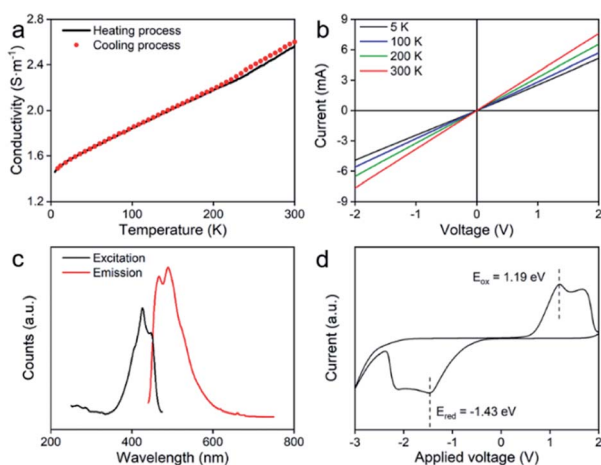 a
Heating process
Cooling process
Conductivity (S·m⁻¹)
3.0
2.4
1.8
1.2
0 100 200 300
Temperature (K)
b
5 K
100 K
200 K
300 K
Current (mA)
9
6
3
0
-3
-6
-9
-2 -1 0 1 2
Voltage (V)
c
Excitation
Emission
Counts (a.u.)
200 400 600 800
Wavelength (nm)
d
E_ox = 1.19 eV
E_red = -1.43 eV
Current (a.u.)
-3 -2 -1 0 1 2
Applied voltage (V)